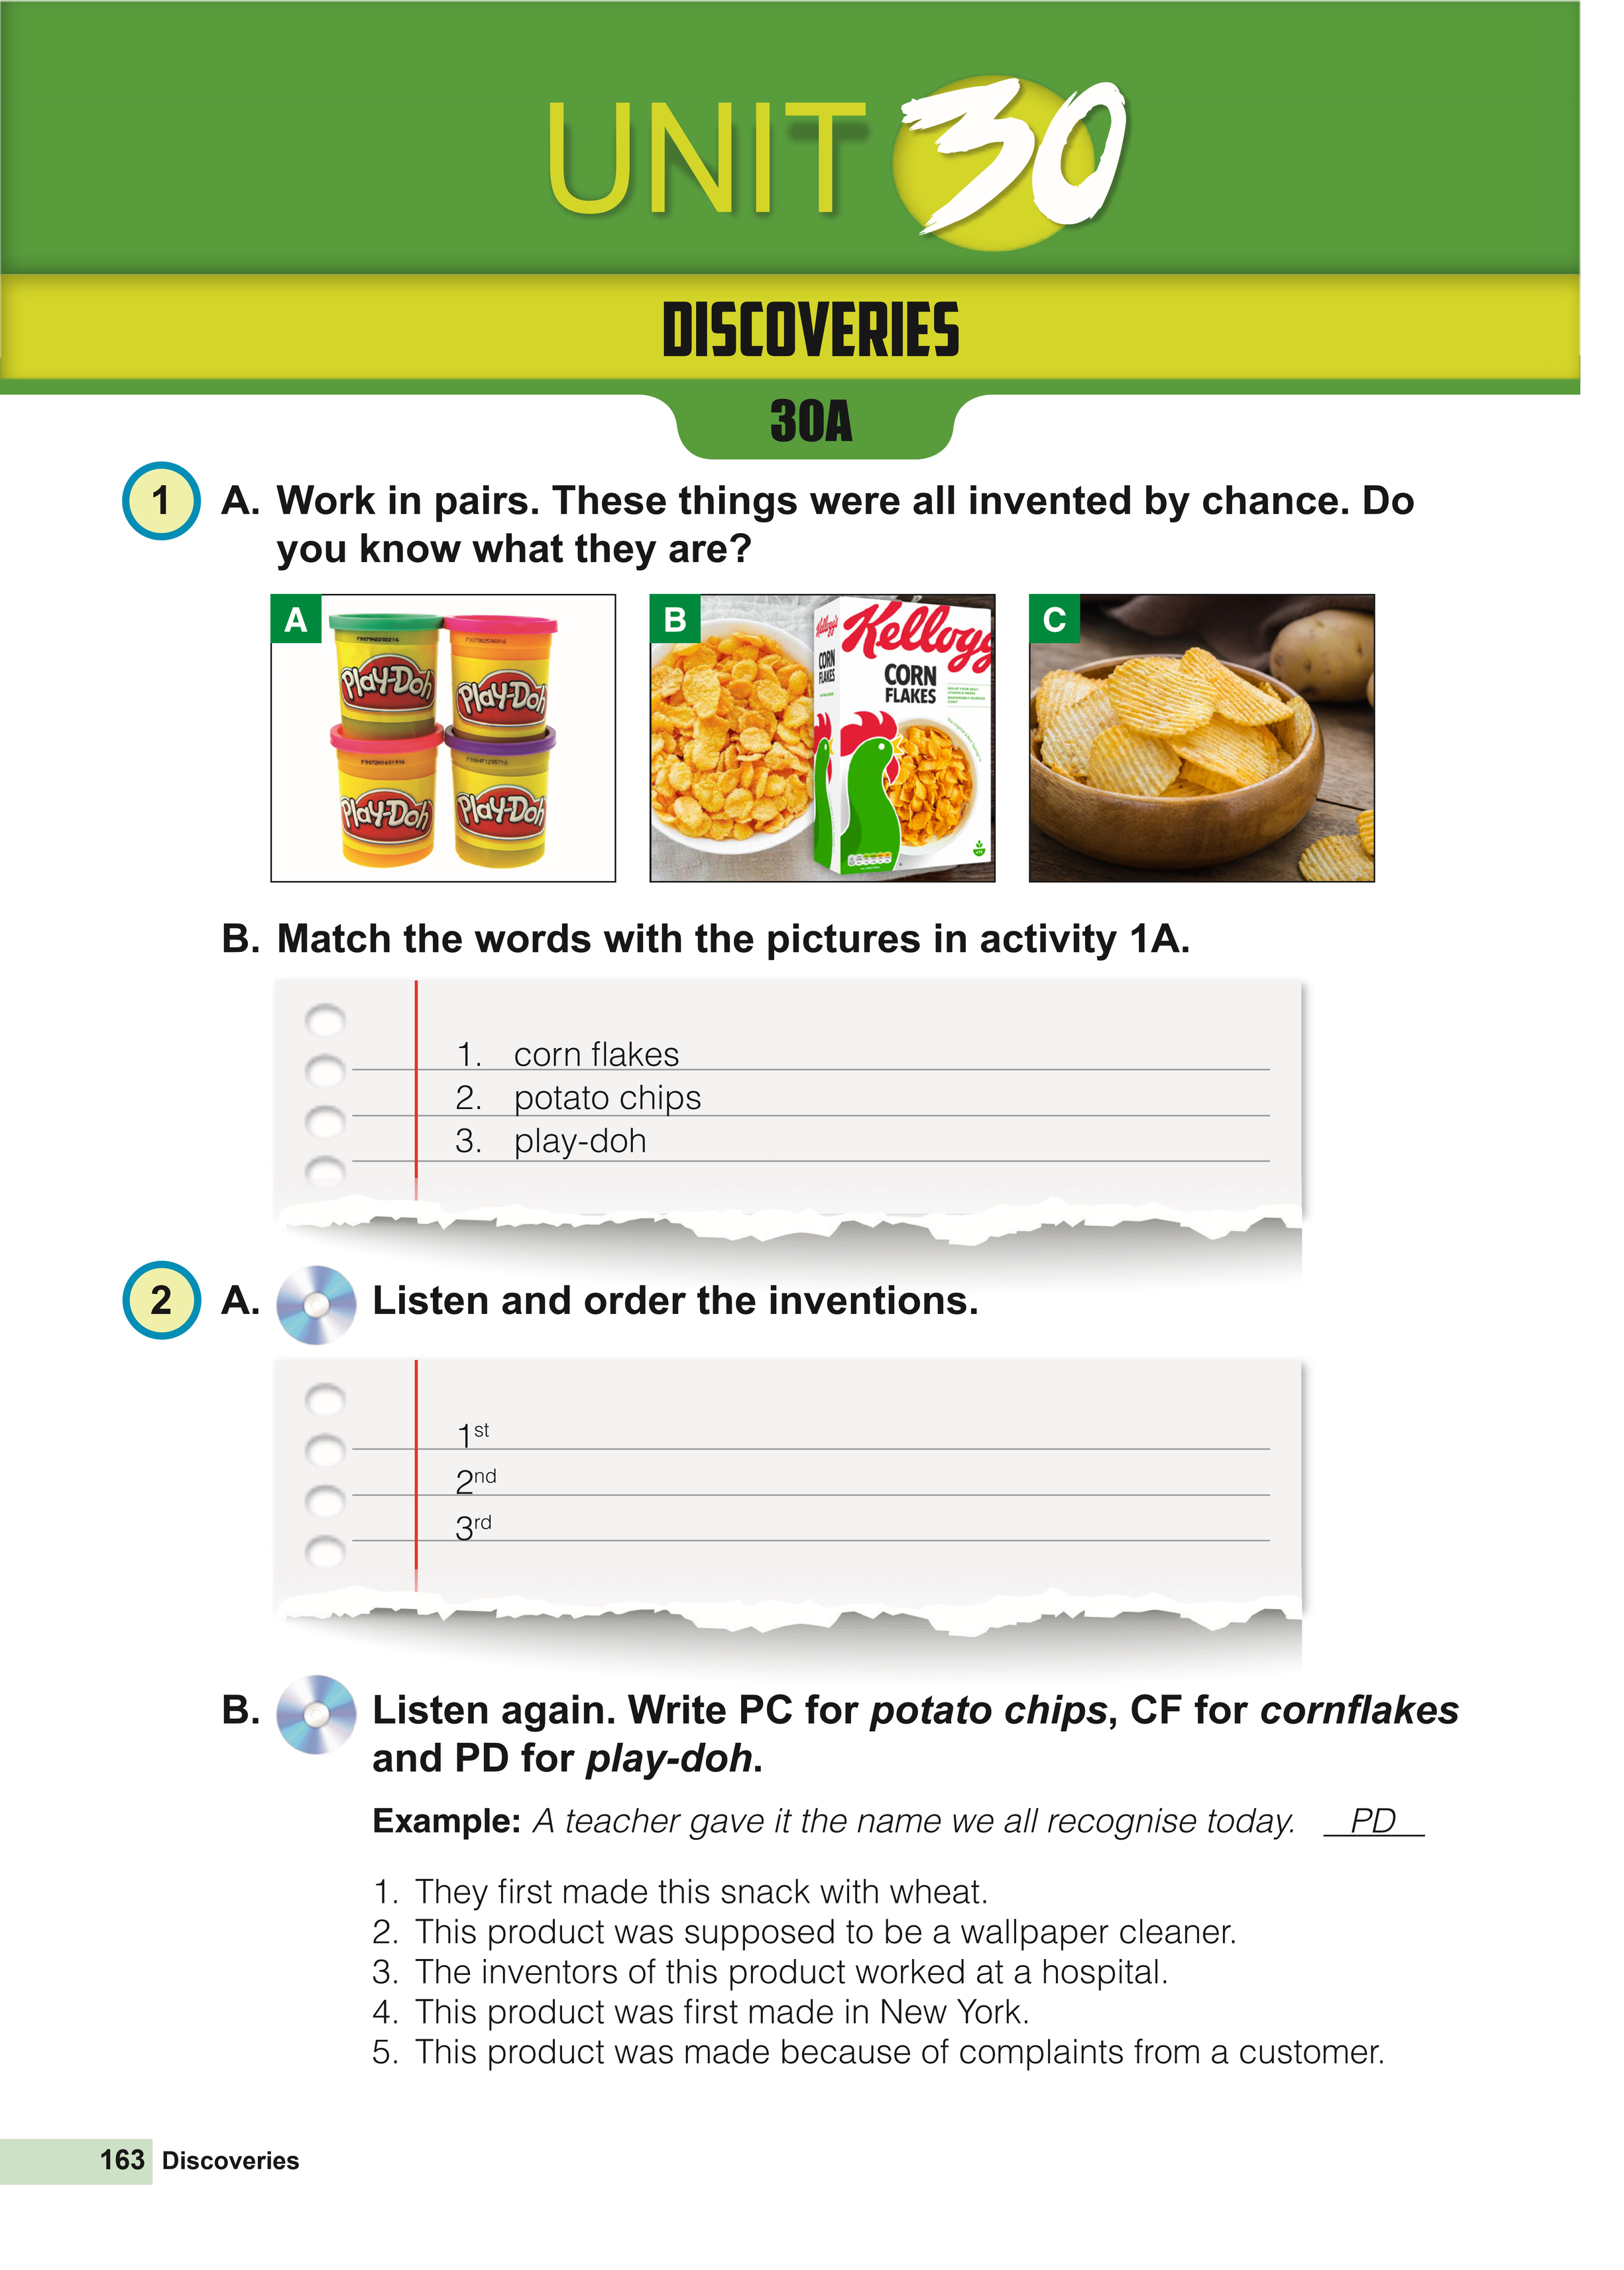 UNIT 30
DISCOVERIES
30A
1 A. Work in pairs. These things were all invented by chance. Do
you know what they are?
A B C
Play-Doh Play-Doh
Play-Doh Play-Doh
Kellogg's Kellogg
CORN FLAKES
CORN
FLAKES
B. Match the words with the pictures in activity 1A.
1. corn flakes
2. potato chips
3. play-doh
2 A. Listen and order the inventions.
1st
2nd
3rd
B. Listen again. Write PC for potato chips, CF for cornflakes
and PD for play-doh.
Example: A teacher gave it the name we all recognise today. PD
1. They first made this snack with wheat.
2. This product was supposed to be a wallpaper cleaner.
3. The inventors of this product worked at a hospital.
4. This product was first made in New York.
5. This product was made because of complaints from a customer.
163 Discoveries